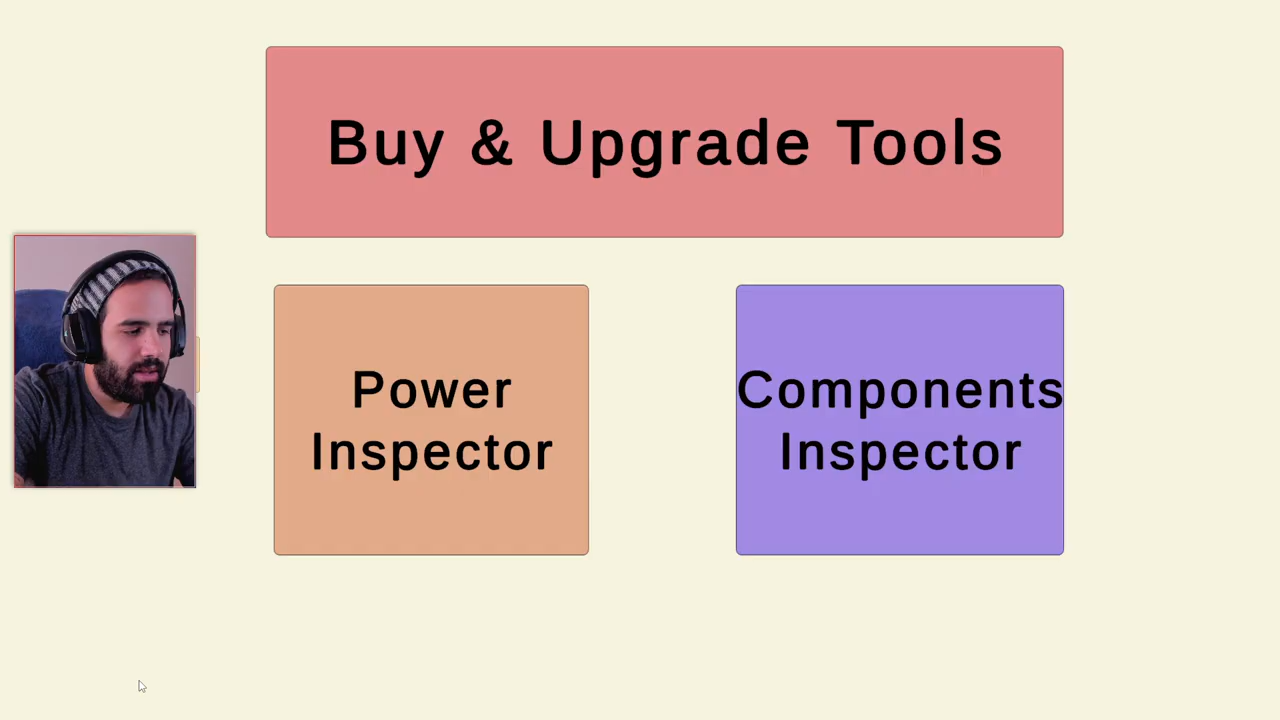 Buy & Upgrade Tools
Power
Inspector
Components
Inspector